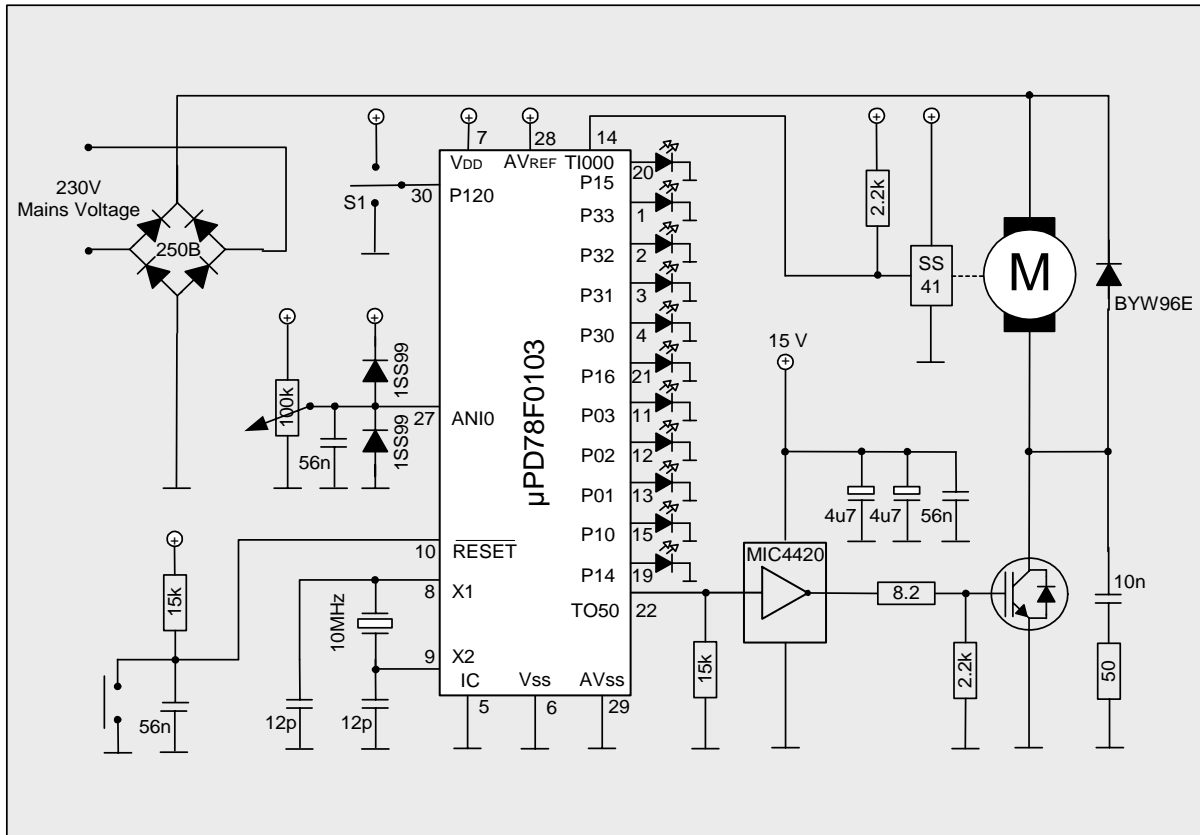 230V
Mains Voltage
250B
S1
30
7
VDD
28
AVREF
14
TI000
P120
20
P15
1
P33
2
P32
3
P31
4
P30
21
P16
11
P03
12
P02
13
P01
15
P10
19
P14
22
TO50
µPD78F0103
2.2k
SS
41
M
BYW96E
100k
56n
1SS99
1SS99
27
ANI0
15 V
4u7
4u7
56n
MIC4420
10
RESET
15k
56n
8
X1
10MHz
9
X2
12p
12p
IC
5
Vss
6
AVss
29
15k
8.2
2.2k
10n
50